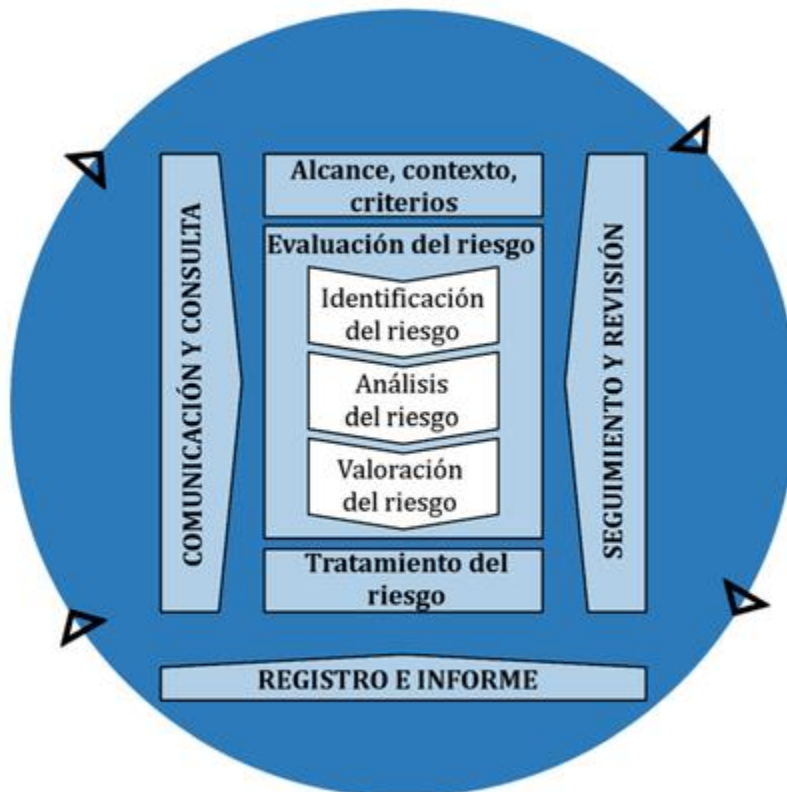 Alcance, contexto,
criterios
Evaluación del riesgo
Identificación
del riesgo
Análisis
del riesgo
Valoración
del riesgo
Tratamiento del
riesgo
COMUNICACIÓN Y CONSULTA
SEGUIMIENTO Y REVISIÓN
REGISTRO E INFORME